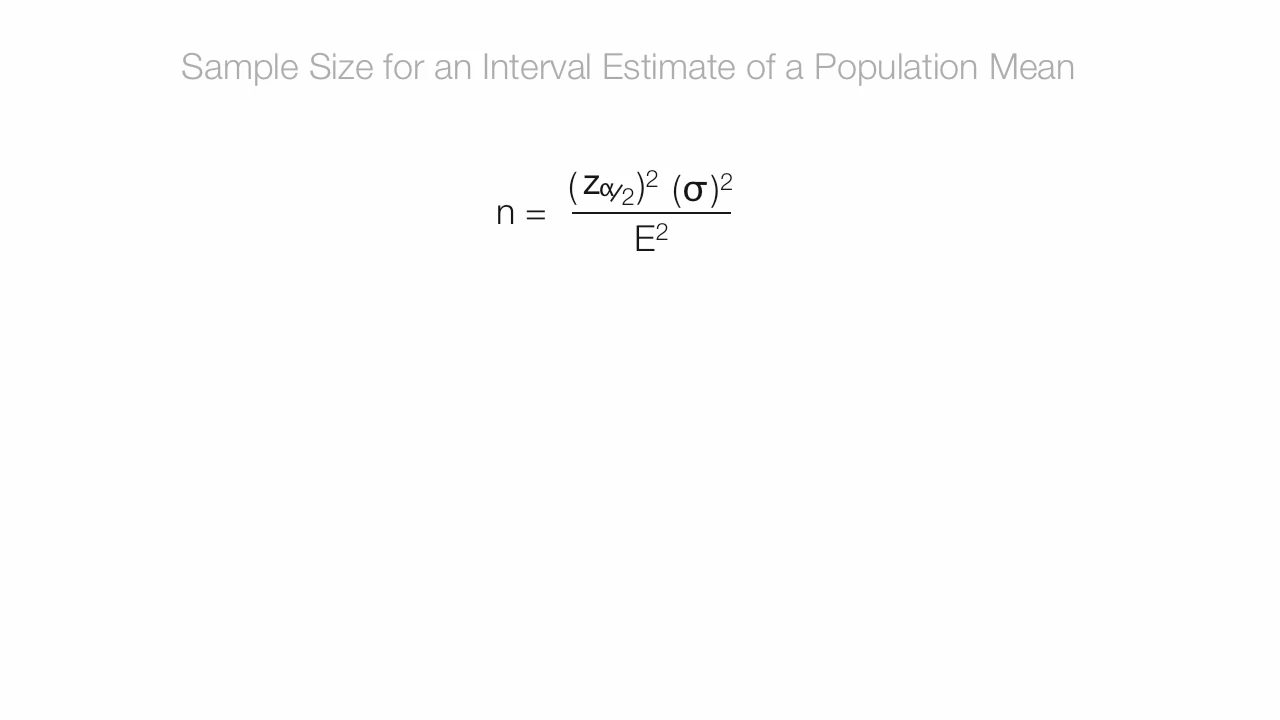 Sample Size for an Interval Estimate of a Population Mean
n = (zα/2)² (σ)²
E²